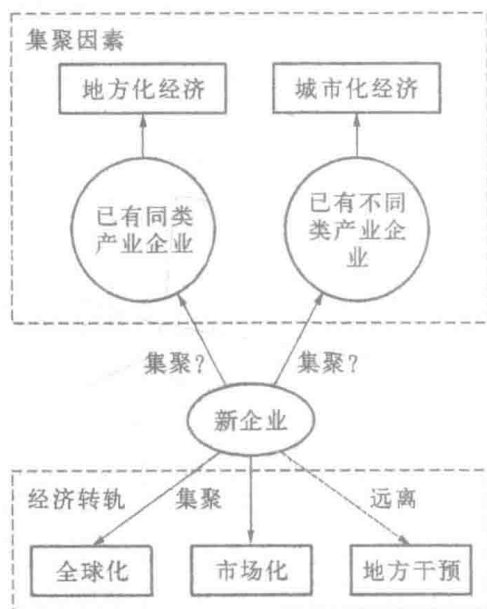 集聚因素
地方化经济
城市化经济
已有同类
产业企业
已有不同
类产业企
业
集聚?
集聚?
新企业
经济转轨
集聚
远离
全球化
市场化
地方干预